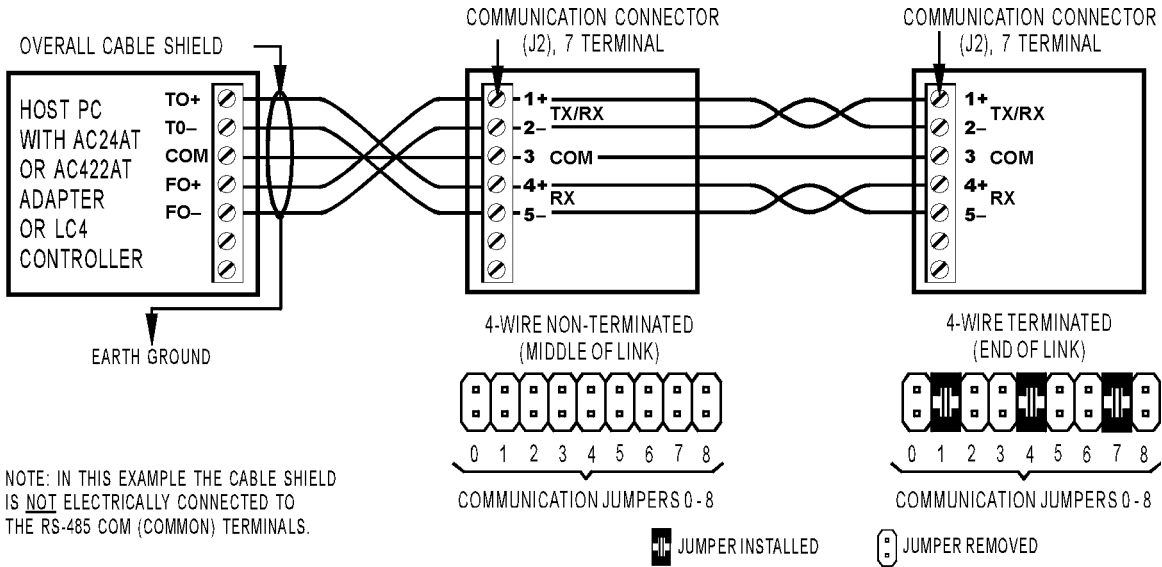 COMMUNICATION CONNECTOR
(J2), 7 TERMINAL
COMMUNICATION CONNECTOR
(J2), 7 TERMINAL
OVERALL CABLE SHIELD
HOST PC
WITH AC24AT
OR AC422AT
ADAPTER
OR LC4
CONTROLLER
TO+
T0–
COM
FO+
FO–
1+
TX/RX
2–
3 COM
4+
RX
5–
1+
TX/RX
2–
3 COM
4+
RX
5–
EARTH GROUND
4-WIRE NON-TERMINATED
(MIDDLE OF LINK)
0 1 2 3 4 5 6 7 8
COMMUNICATION JUMPERS 0 - 8
4-WIRE TERMINATED
(END OF LINK)
0 1 2 3 4 5 6 7 8
COMMUNICATION JUMPERS 0 - 8
NOTE: IN THIS EXAMPLE THE CABLE SHIELD
IS NOT ELECTRICALLY CONNECTED TO
THE RS-485 COM (COMMON) TERMINALS.
JUMPER INSTALLED
JUMPER REMOVED